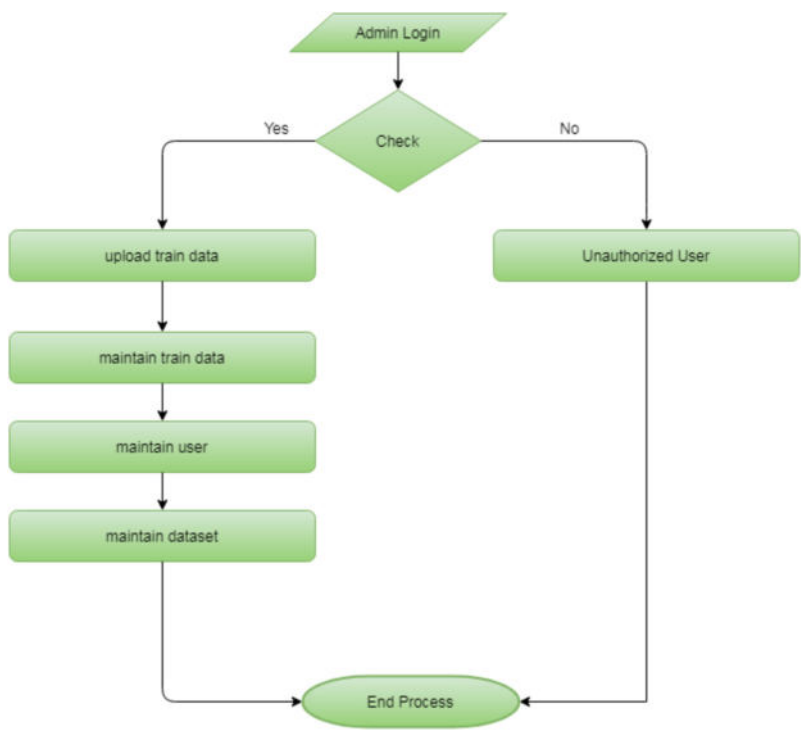 Admin Login
Check
Yes
No
upload train data
Unauthorized User
maintain train data
maintain user
maintain dataset
End Process